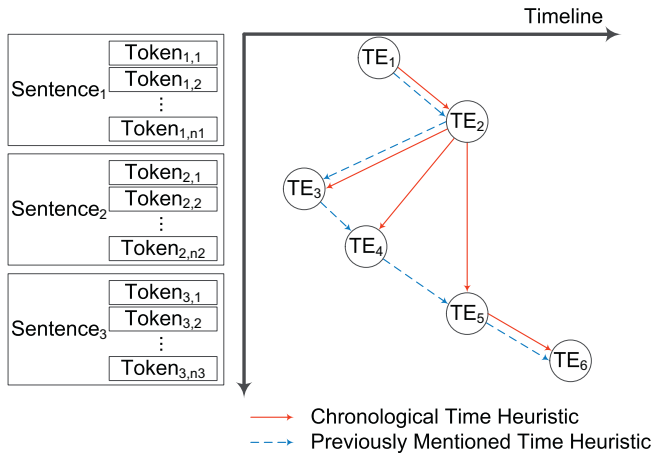 Timeline
Sentence₁
Token₁,₁
Token₁,₂
⋮
Token₁,ₙ₁
Sentence₂
Token₂,₁
Token₂,₂
⋮
Token₂,ₙ₂
Sentence₃
Token₃,₁
Token₃,₂
⋮
Token₃,ₙ₃
TE₁
TE₂
TE₃
TE₄
TE₅
TE₆
Chronological Time Heuristic
Previously Mentioned Time Heuristic